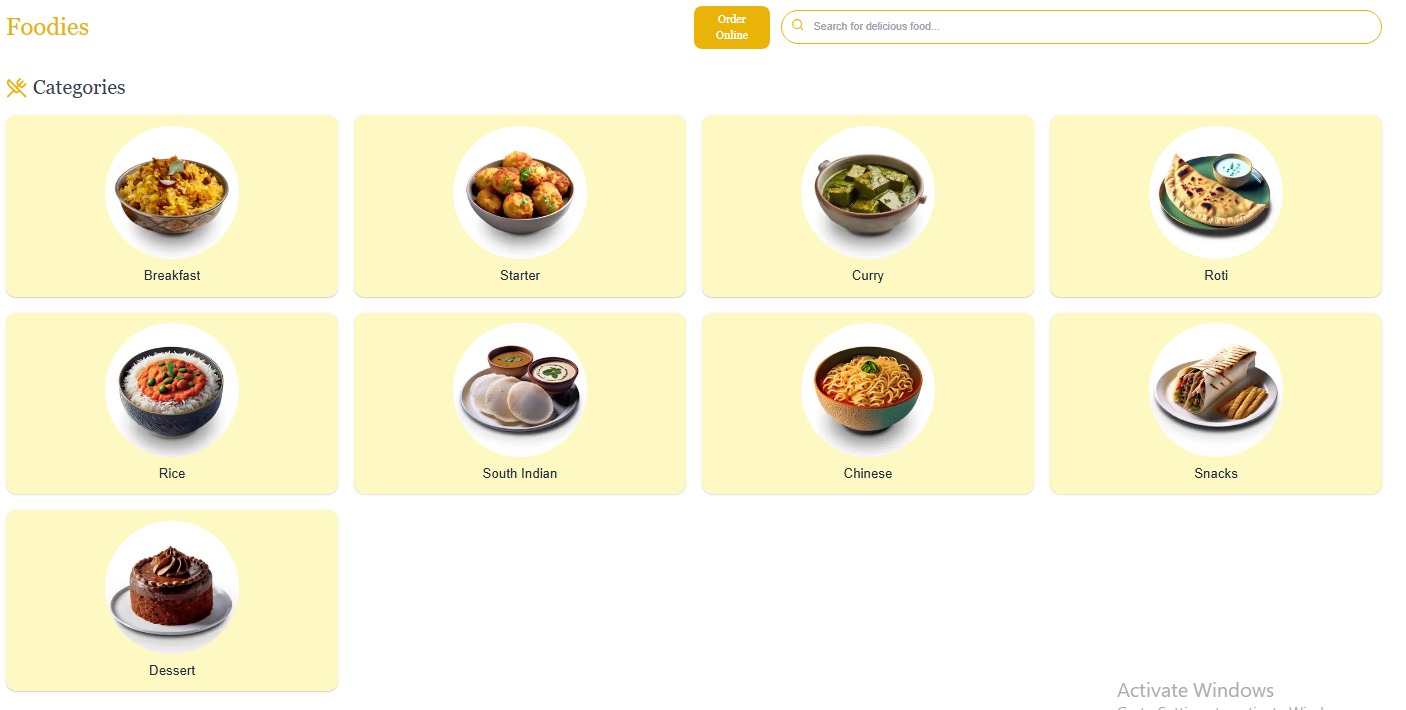 Foodies
Order
Online
Search for delicious food...
Categories
Breakfast
Starter
Curry
Roti
Rice
South Indian
Chinese
Snacks
Dessert
Activate Windows